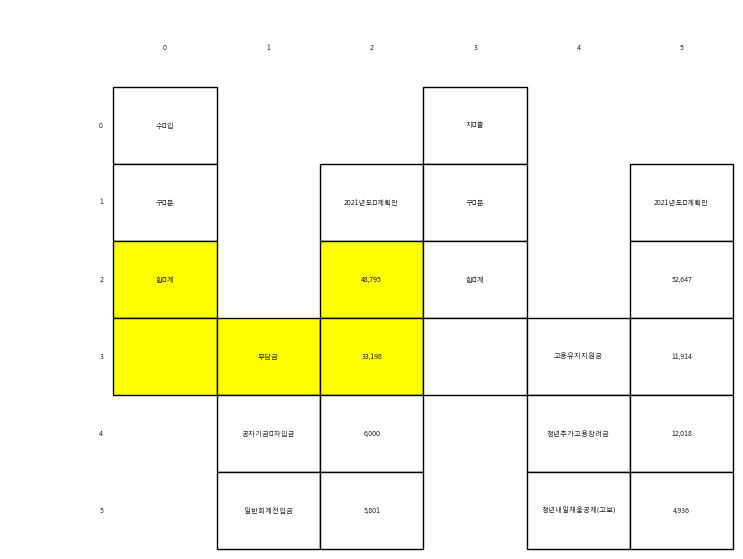 0 1 2 3 4 5
0 수□입 지□출
1 구□분 2021년도□계획안 구□분 2021년도□계획안
2 합□계 48,795 합□계 52,647
3 부담금 33,198 고용유지지원금 11,914
4 공자기금□차입금 6,000 청년추가고용장려금 12,018
5 일반회계전입금 5,801 청년내일채움공제(고보) 4,936